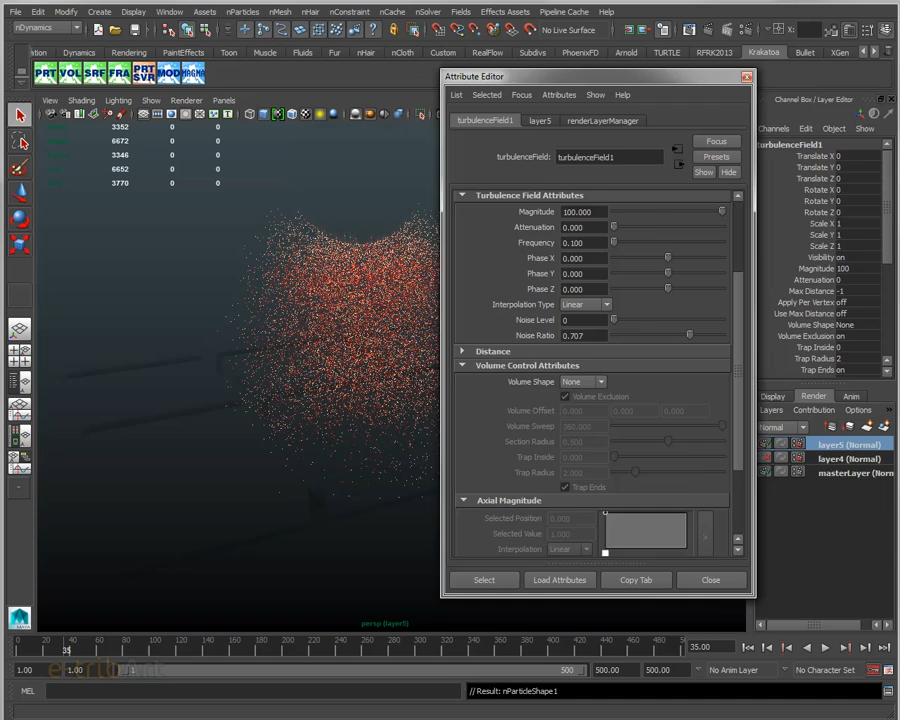 File Edit Modify Create Display Window Assets nParticles nMesh nHair nConstraint nCache nSolver Fields Effects Assets Pipeline Cache
nDynamics No Live Surface
Dynamics Rendering PaintEffects Toon Muscle Fluids Fur nHair nCloth Custom RealFlow Subdivs PhoenixFD Arnold TURTLE RFRK2013 Krakatoa Bullet XGen
PRT VOL SRF FRA PRT SVR MOD MAGMA
View Shading Lighting Show Renderer Panels
3352 0 0
6672 0 0
3346 0 0
6652 0 0
3770 0 0
persp (layer5)
Attribute Editor
List Selected Focus Attributes Show Help
turbulenceField1 layer5 renderLayerManager
turbulenceField: turbulenceField1
Focus
Presets
Show Hide
Turbulence Field Attributes
Magnitude 100.000
Attenuation 0.000
Frequency 0.100
Phase X 0.000
Phase Y 0.000
Phase Z 0.000
Interpolation Type Linear
Noise Level 0
Noise Ratio 0.707
Distance
Volume Control Attributes
Volume Shape None
Volume Exclusion
Volume Offset 0.000 0.000 0.000
Volume Sweep 360.000
Section Radius 0.500
Trap Inside 0.000
Trap Radius 2.000
Trap Ends
Axial Magnitude
Selected Position 0.000
Selected Value 1.000
Interpolation Linear
Select Load Attributes Copy Tab Close
Channel Box / Layer Editor
Channels Edit Object Show
turbulenceField1
Translate X 0
Translate Y 0
Translate Z 0
Rotate X 0
Rotate Y 0
Rotate Z 0
Scale X 1
Scale Y 1
Scale Z 1
Visibility on
Magnitude 100
Attenuation 0
Max Distance -1
Apply Per Vertex off
Use Max Distance off
Volume Shape None
Volume Exclusion on
Trap Inside 0
Trap Radius 2
Trap Ends on
Display Render Anim
Layers Contribution Options
Normal
layer5 (Normal)
layer4 (Normal)
masterLayer (Norm
0 20 40 60 80 100 120 140 160 180 200 220 240 260 280 300 320 340 360 380 400 420 440 460 480
35
35.00
1.00 1.00 1 500 500.00 500.00 No Anim Layer No Character Set
MEL // Result: nParticleShape1